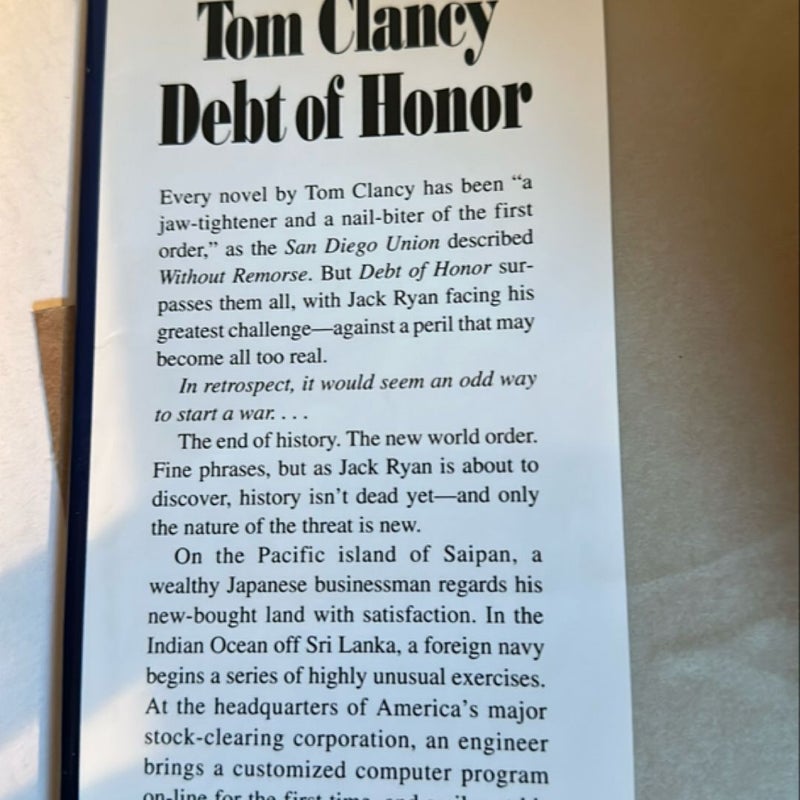 Tom Clancy
Debt of Honor
Every novel by Tom Clancy has been “a
jaw-tightener and a nail-biter of the first
order,” as the San Diego Union described
Without Remorse. But Debt of Honor sur-
passes them all, with Jack Ryan facing his
greatest challenge—against a peril that may
become all too real.
In retrospect, it would seem an odd way
to start a war. . . .
The end of history. The new world order.
Fine phrases, but as Jack Ryan is about to
discover, history isn’t dead yet—and only
the nature of the threat is new.
On the Pacific island of Saipan, a
wealthy Japanese businessman regards his
new-bought land with satisfaction. In the
Indian Ocean off Sri Lanka, a foreign navy
begins a series of highly unusual exercises.
At the headquarters of America’s major
stock-clearing corporation, an engineer
brings a customized computer program
on-line for the first time, and